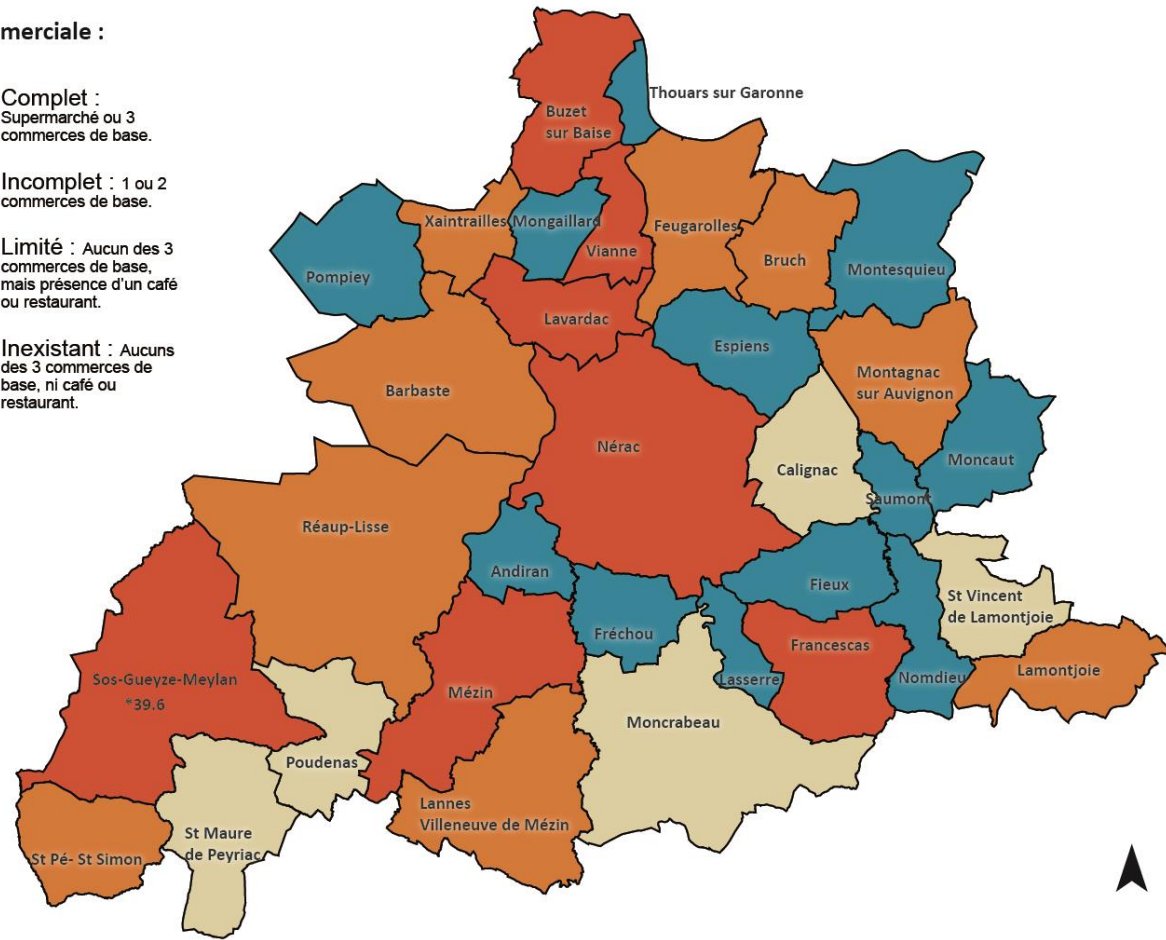 merciale :
Complet :
Supermarché ou 3
commerces de base.
Incomplet : 1 ou 2
commerces de base.
Limité : Aucun des 3
commerces de base,
mais présence d'un café
ou restaurant.
Inexistant : Aucuns
des 3 commerces de
base, ni café ou
restaurant.
Thouars sur Garonne
Buzet
sur Baise
Xaintrailles
Mongaillard
Vianne
Feugarolles
Bruch
Montesquieu
Pompiey
Lavardac
Espiens
Barbaste
Montagnac
sur Auvignon
Nérac
Calignac
Moncaut
Saumont
Réaup-Lisse
Andiran
Fieux
St Vincent
de Lamontjoie
Fréchou
Francescas
Lasserre
Nomdieu
Lamontjoie
Sos-Gueyze-Meylan
*39.6
Mézin
Moncrabeau
Poudenas
Lannes
Villeneuve de Mézin
St Maure
de Peyriac
St Pé- St Simon